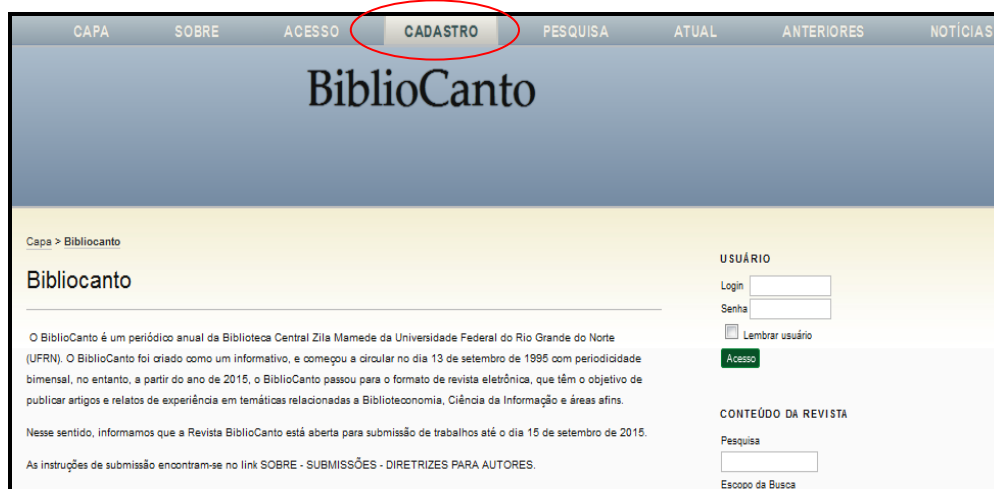 CAPA SOBRE ACESSO CADASTRO PESQUISA ATUAL ANTERIORES NOTÍCIAS
BiblioCanto
Capa > Bibliocanto
Bibliocanto
O BiblioCanto é um periódico anual da Biblioteca Central Zila Mamede da Universidade Federal do Rio Grande do Norte
(UFRN). O BiblioCanto foi criado como um informativo, e começou a circular no dia 13 de setembro de 1995 com periodicidade
bimensal, no entanto, a partir do ano de 2015, o BiblioCanto passou para o formato de revista eletrônica, que têm o objetivo de
publicar artigos e relatos de experiência em temáticas relacionadas a Biblioteconomia, Ciência da Informação e áreas afins.
Nesse sentido, informamos que a Revista BiblioCanto está aberta para submissão de trabalhos até o dia 15 de setembro de 2015.
As instruções de submissão encontram-se no link SOBRE - SUBMISSÕES - DIRETRIZES PARA AUTORES.
USUÁRIO
Login
Senha
Lembrar usuário
Acesso
CONTEÚDO DA REVISTA
Pesquisa
Escopo da Busca